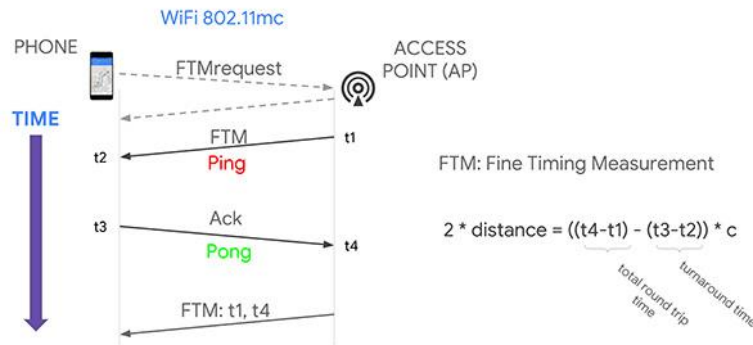 WiFi 802.11mc
PHONE
ACCESS
POINT (AP)
FTMrequest
TIME
FTM
t1
t2
Ping
FTM: Fine Timing Measurement
Ack
t3
t4
Pong
2 * distance = ((t4-t1) - (t3-t2)) * c
total round trip
time
turnaround time
FTM: t1, t4